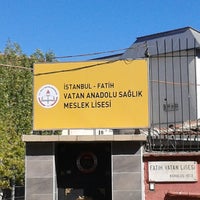 İSTANBUL - FATİH
VATAN ANADOLU SAĞLIK
MESLEK LİSESİ
FATİH VATAN LİSESİ